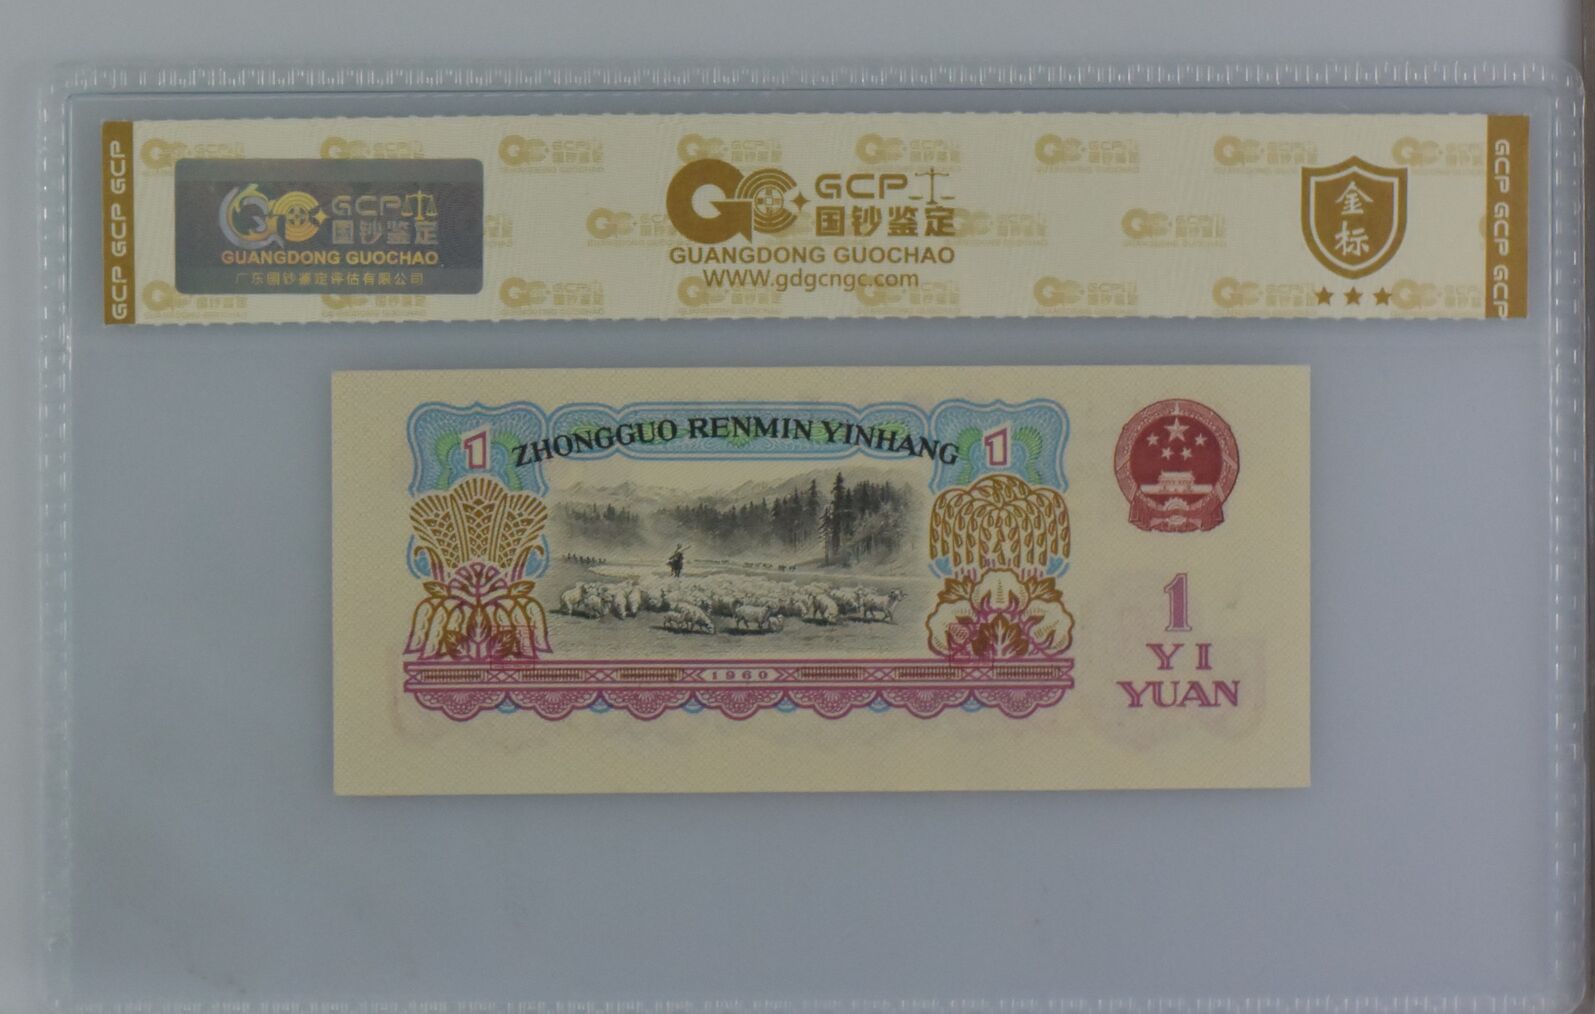 GCP GCP GCP
GCP
国钞鉴定
GUANGDONG GUOCHAO
广东国钞鉴定评估有限公司
GCP
国钞鉴定
GUANGDONG GUOCHAO
WWW.gdgcngc.com
金标
GCP GCP GCP
ZHONGGUO RENMIN YINHANG
1
1
1960
1
YI
YUAN